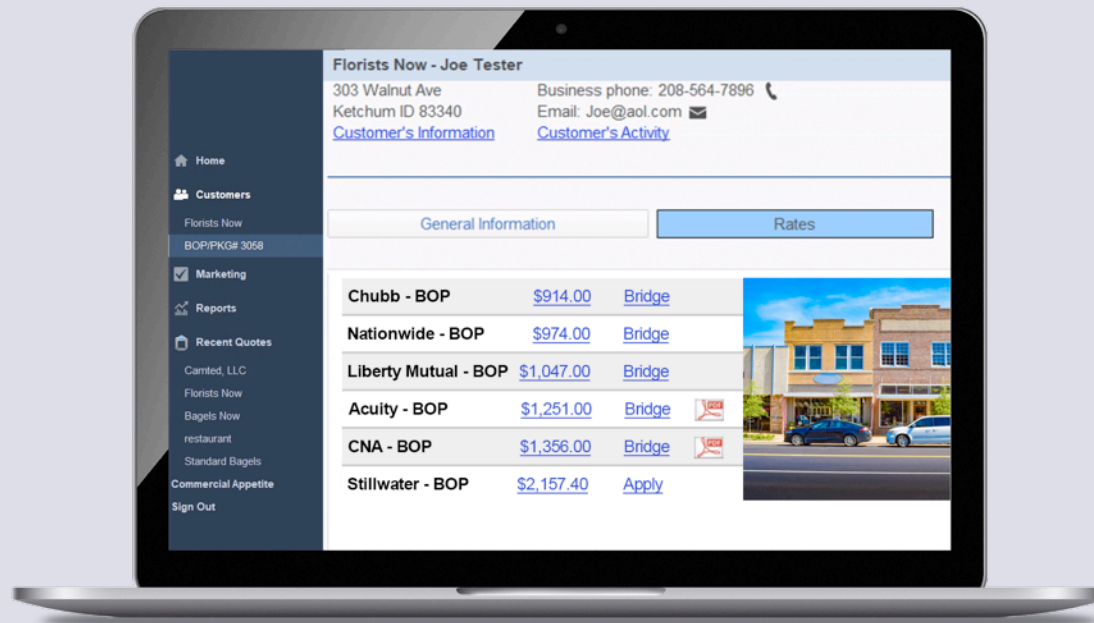 Florists Now - Joe Tester
303 Walnut Ave
Business phone: 208-564-7896
Ketchum ID 83340
Email: Joe@aol.com
Customer's Information
Customer's Activity
Home
Customers
Florists Now
BOP/PKG# 3058
Marketing
Reports
Recent Quotes
Camted, LLC
Florists Now
Bagels Now
restaurant
Standard Bagels
Commercial Appetite
Sign Out
General Information
Rates
Chubb - BOP $914.00 Bridge
Nationwide - BOP $974.00 Bridge
Liberty Mutual - BOP $1,047.00 Bridge
Acuity - BOP $1,251.00 Bridge PDF
CNA - BOP $1,356.00 Bridge PDF
Stillwater - BOP $2,157.40 Apply